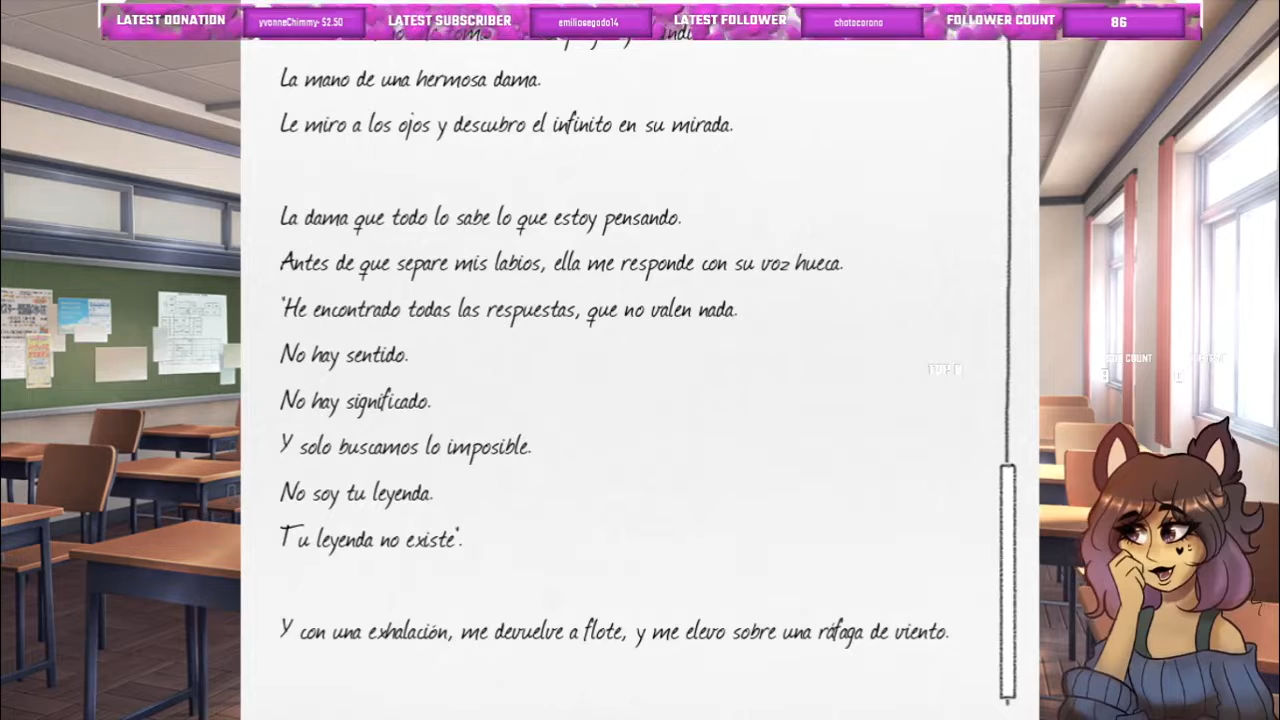 LATEST DONATION yvonneChimmy- $2.50 LATEST SUBSCRIBER emiliosegado14 LATEST FOLLOWER chotocorono FOLLOWER COUNT 86
La mano de una hermosa dama.
Le miro a los ojos y descubro el infinito en su mirada.
La dama que todo lo sabe lo que estoy pensando.
Antes de que separe mis labios, ella me responde con su voz hueca.
"He encontrado todas las respuestas, que no valen nada.
No hay sentido.
No hay significado.
Y solo buscamos lo imposible.
No soy tu leyenda.
Tu leyenda no existe".
Y con una exhalación, me devuelve a flote, y me elevo sobre una ráfaga de viento.